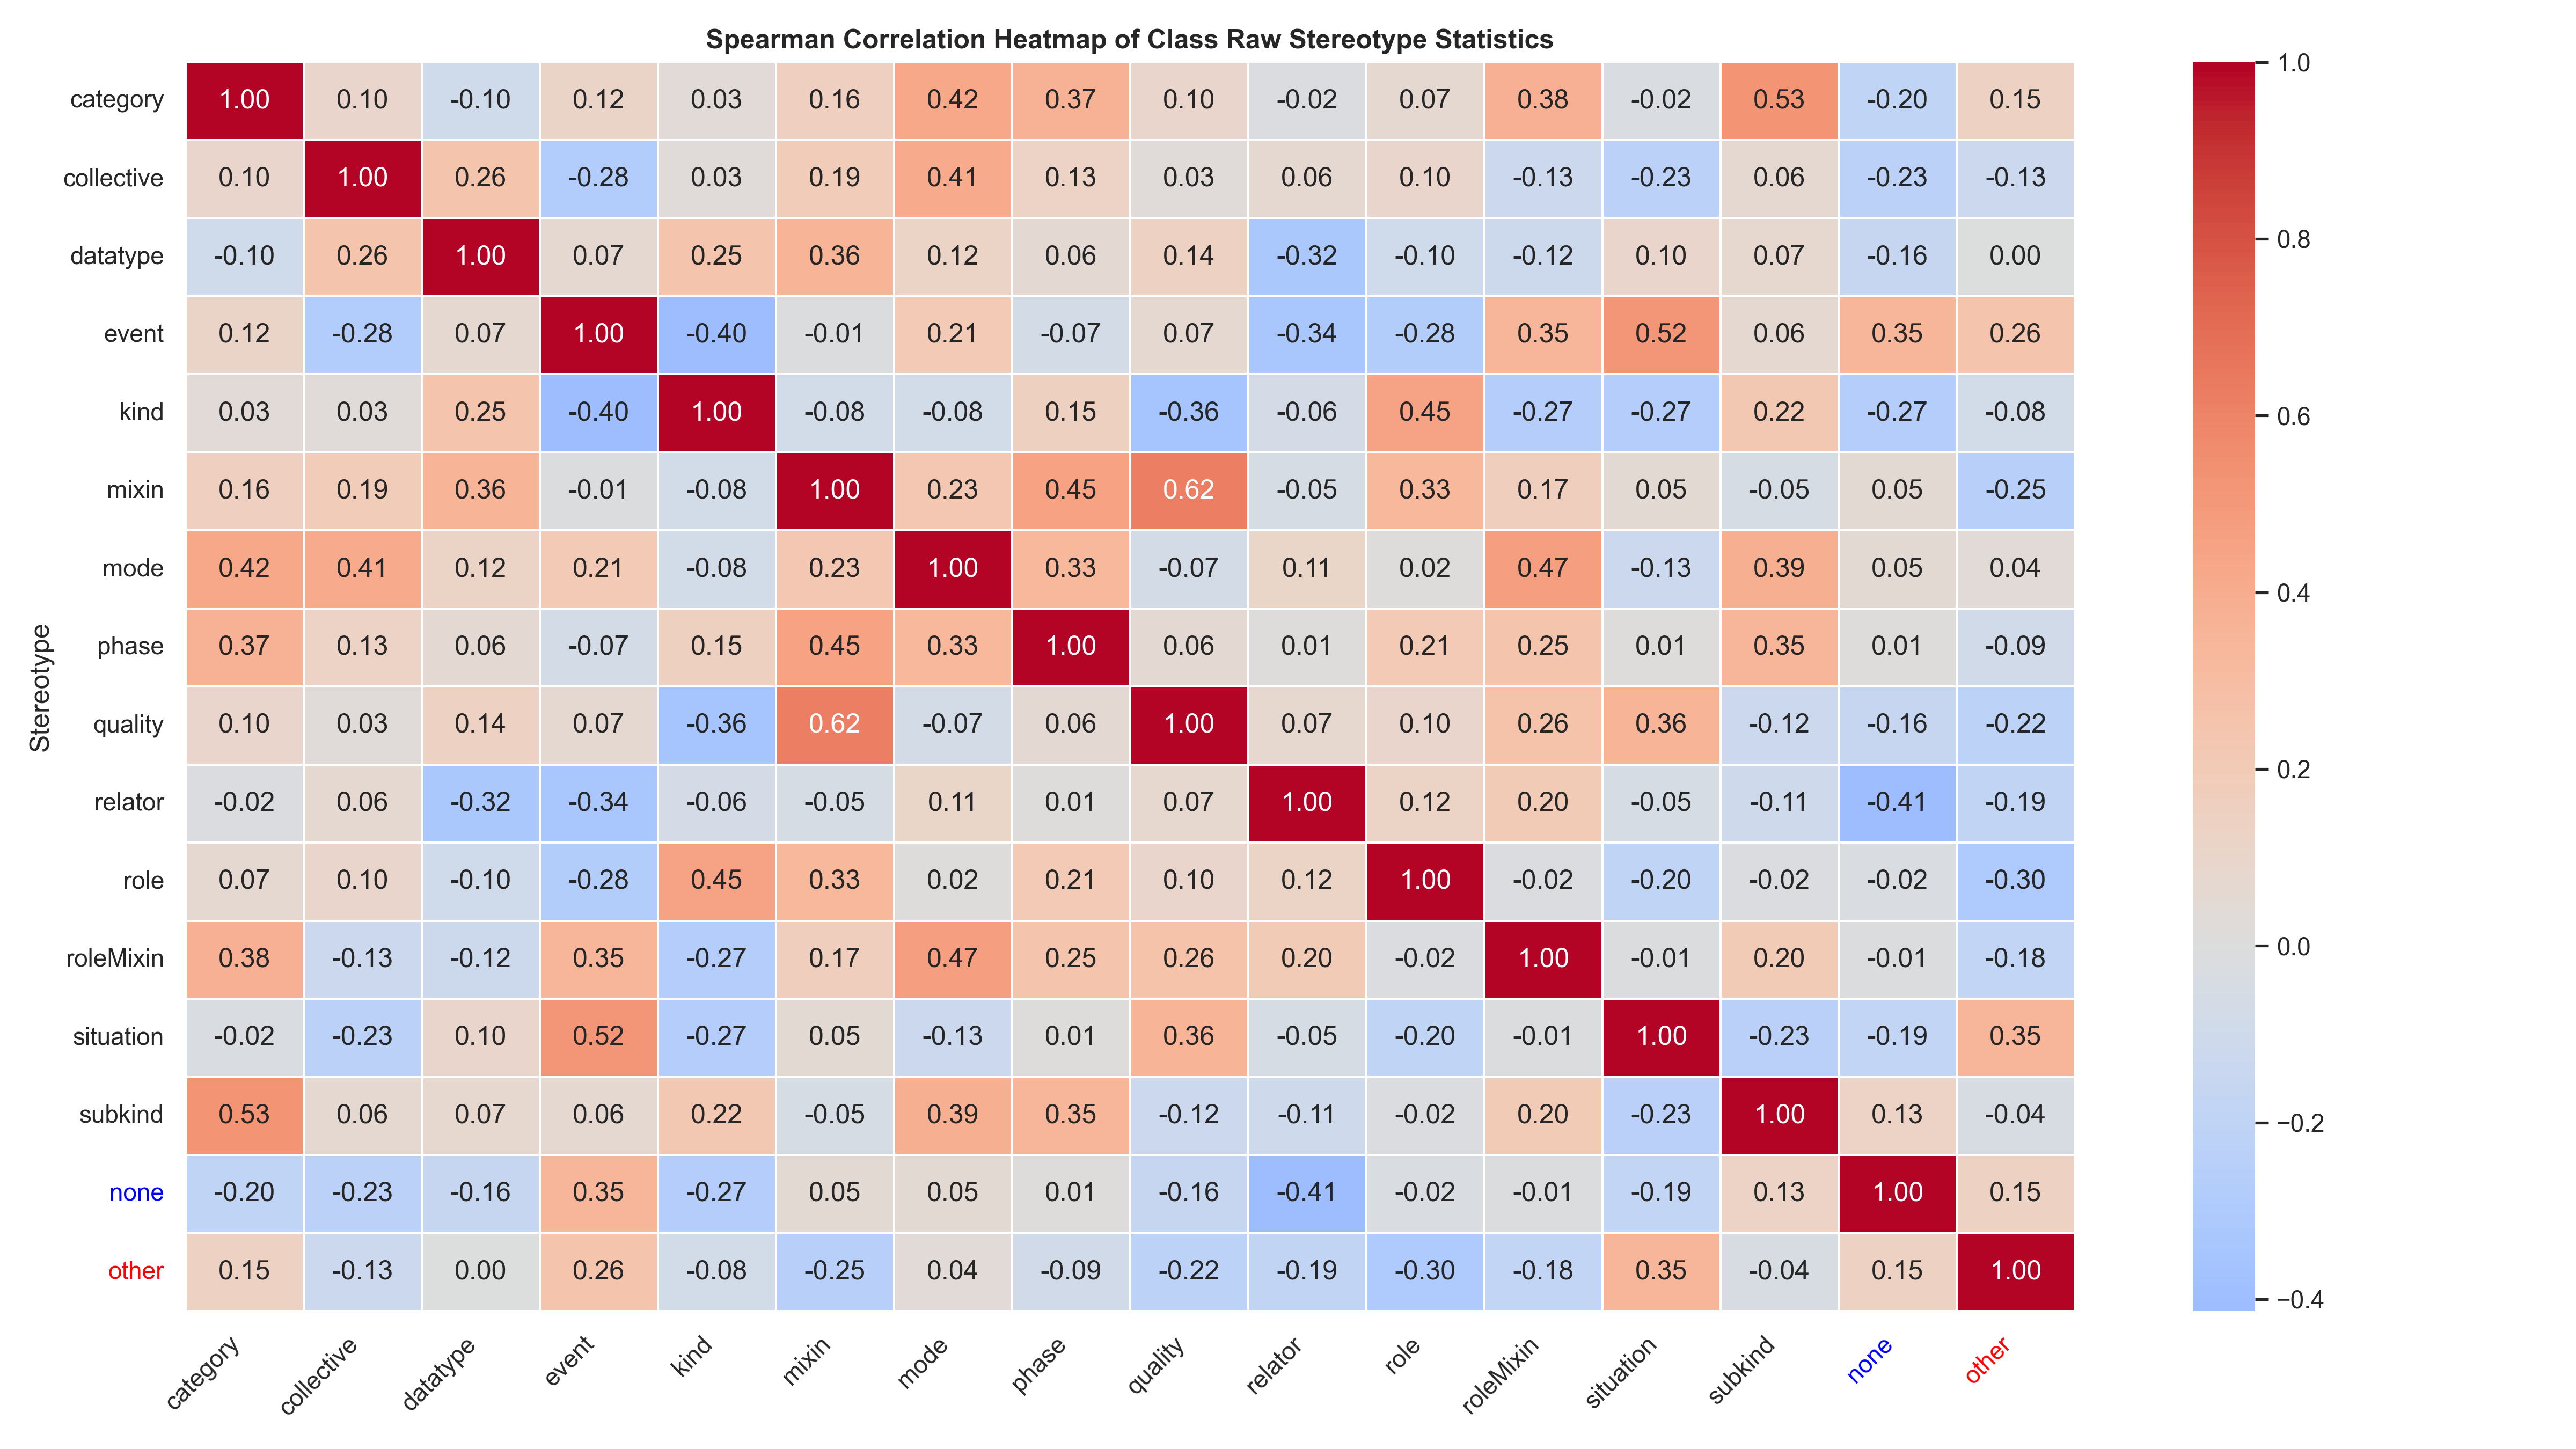 Spearman Correlation Heatmap of Class Raw Stereotype Statistics
category 1.00 0.10 -0.10 0.12 0.03 0.16 0.42 0.37 0.10 -0.02 0.07 0.38 -0.02 0.53 -0.20 0.15
collective 0.10 1.00 0.26 -0.28 0.03 0.19 0.41 0.13 0.03 0.06 0.10 -0.13 -0.23 0.06 -0.23 -0.13
datatype -0.10 0.26 1.00 0.07 0.25 0.36 0.12 0.06 0.14 -0.32 -0.10 -0.12 0.10 0.07 -0.16 0.00
event 0.12 -0.28 0.07 1.00 -0.40 -0.01 0.21 -0.07 0.07 -0.34 -0.28 0.35 0.52 0.06 0.35 0.26
kind 0.03 0.03 0.25 -0.40 1.00 -0.08 -0.08 0.15 -0.36 -0.06 0.45 -0.27 -0.27 0.22 -0.27 -0.08
mixin 0.16 0.19 0.36 -0.01 -0.08 1.00 0.23 0.45 0.62 -0.05 0.33 0.17 0.05 -0.05 0.05 -0.25
mode 0.42 0.41 0.12 0.21 -0.08 0.23 1.00 0.33 -0.07 0.11 0.02 0.47 -0.13 0.39 0.05 0.04
phase 0.37 0.13 0.06 -0.07 0.15 0.45 0.33 1.00 0.06 0.01 0.21 0.25 0.01 0.35 0.01 -0.09
quality 0.10 0.03 0.14 0.07 -0.36 0.62 -0.07 0.06 1.00 0.07 0.10 0.26 0.36 -0.12 -0.16 -0.22
relator -0.02 0.06 -0.32 -0.34 -0.06 -0.05 0.11 0.01 0.07 1.00 0.12 0.20 -0.05 -0.11 -0.41 -0.19
role 0.07 0.10 -0.10 -0.28 0.45 0.33 0.02 0.21 0.10 0.12 1.00 -0.02 -0.20 -0.02 -0.02 -0.30
roleMixin 0.38 -0.13 -0.12 0.35 -0.27 0.17 0.47 0.25 0.26 0.20 -0.02 1.00 -0.01 0.20 -0.01 -0.18
situation -0.02 -0.23 0.10 0.52 -0.27 0.05 -0.13 0.01 0.36 -0.05 -0.20 -0.01 1.00 -0.23 -0.19 0.35
subkind 0.53 0.06 0.07 0.06 0.22 -0.05 0.39 0.35 -0.12 -0.11 -0.02 0.20 -0.23 1.00 0.13 -0.04
none -0.20 -0.23 -0.16 0.35 -0.27 0.05 0.05 0.01 -0.16 -0.41 -0.02 -0.01 -0.19 0.13 1.00 0.15
other 0.15 -0.13 0.00 0.26 -0.08 -0.25 0.04 -0.09 -0.22 -0.19 -0.30 -0.18 0.35 -0.04 0.15 1.00
Stereotype
category collective datatype event kind mixin mode phase quality relator role roleMixin situation subkind none other
1.0
0.8
0.6
0.4
0.2
0.0
−0.2
−0.4